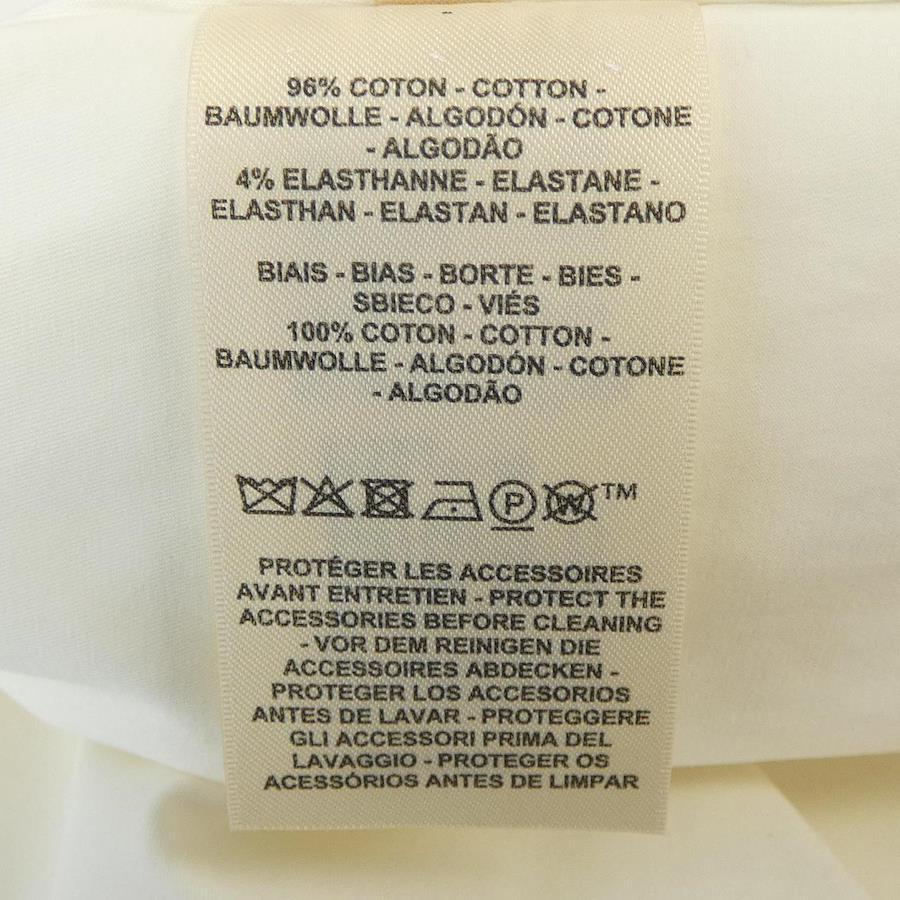 96% COTON - COTTON -
BAUMWOLLE - ALGODÓN - COTONE
- ALGODÃO
4% ELASTHANNE - ELASTANE -
ELASTHAN - ELASTAN - ELASTANO
BIAIS - BIAS - BORTE - BIES -
SBIECO - VIÉS
100% COTON - COTTON -
BAUMWOLLE - ALGODÓN - COTONE
- ALGODÃO
P W TM
PROTÉGER LES ACCESSOIRES
AVANT ENTRETIEN - PROTECT THE
ACCESSORIES BEFORE CLEANING
- VOR DEM REINIGEN DIE
ACCESSOIRES ABDECKEN -
PROTEGER LOS ACCESORIOS
ANTES DE LAVAR - PROTEGGERE
GLI ACCESSORI PRIMA DEL
LAVAGGIO - PROTEGER OS
ACESSÓRIOS ANTES DE LIMPAR